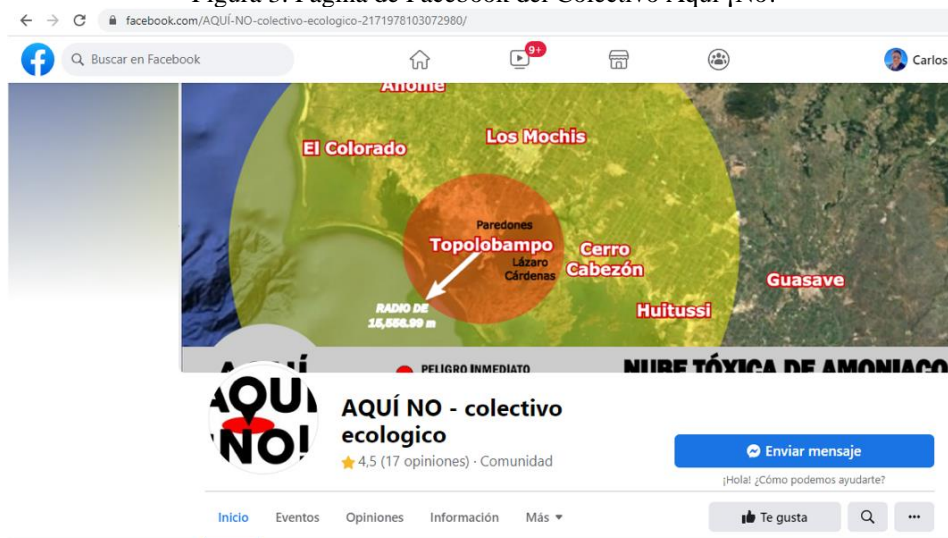 Figura 3. Página de Facebook del Colectivo Aquí ¡No!
facebook.com/AQUÍ-NO-colectivo-ecologico-2171978103072980/
Buscar en Facebook
9+
Carlos
Ahome
El Colorado
Los Mochis
Paredones
Topolobampo
Lázaro
Cárdenas
Cerro
Cabezón
Guasave
RADIO DE
15,556.99 m
Huitussi
AQUÍ
PELIGRO INMEDIATO
NUBE TÓXICA DE AMONIACO
AQUÍ
NO!
AQUÍ NO - colectivo
ecologico
4,5 (17 opiniones) · Comunidad
Enviar mensaje
¡Hola! ¿Cómo podemos ayudarte?
Inicio Eventos Opiniones Información Más
Te gusta